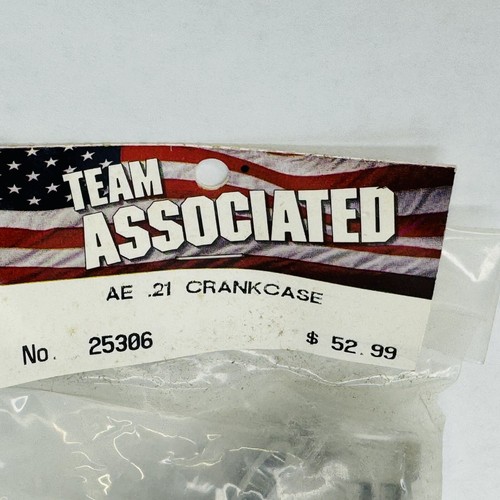 TEAM
ASSOCIATED
AE .21 CRANKCASE
No. 25306 $ 52.99